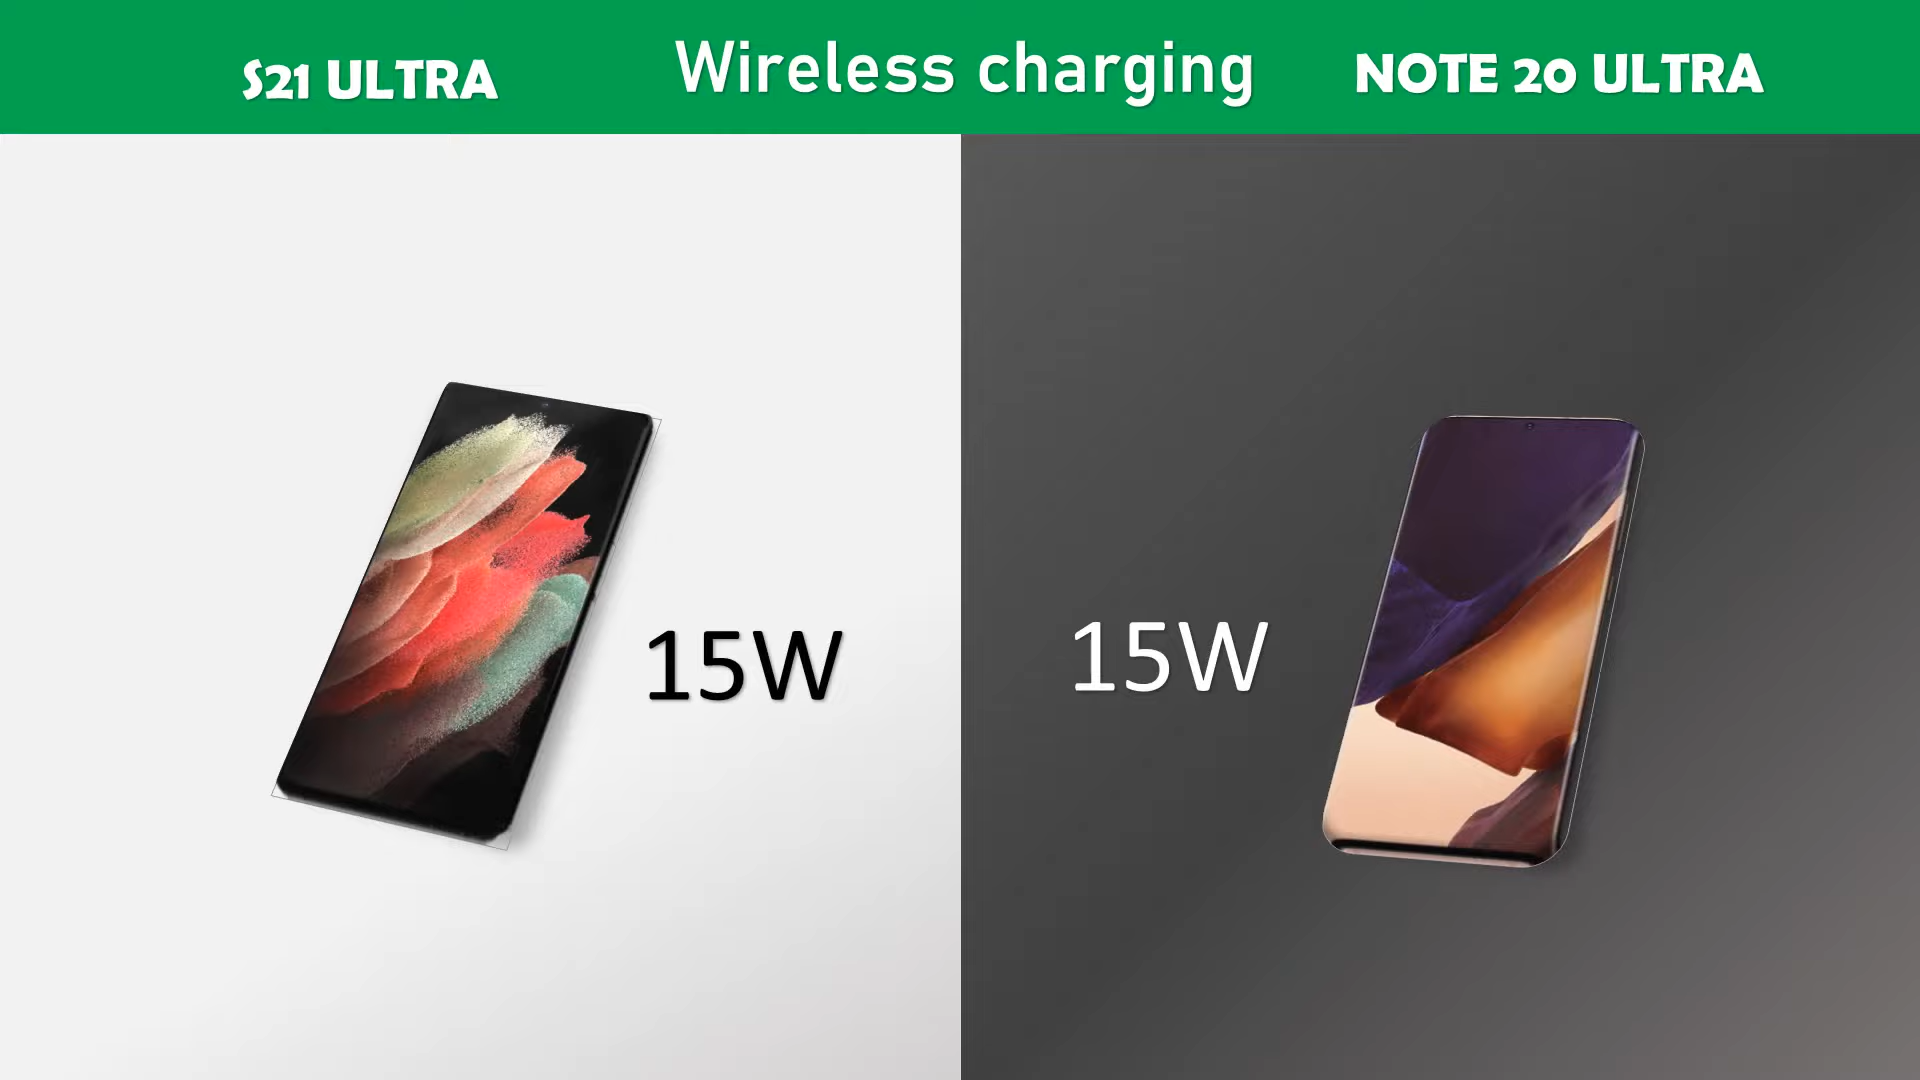 S21 ULTRA
Wireless charging
NOTE 20 ULTRA
15W
15W